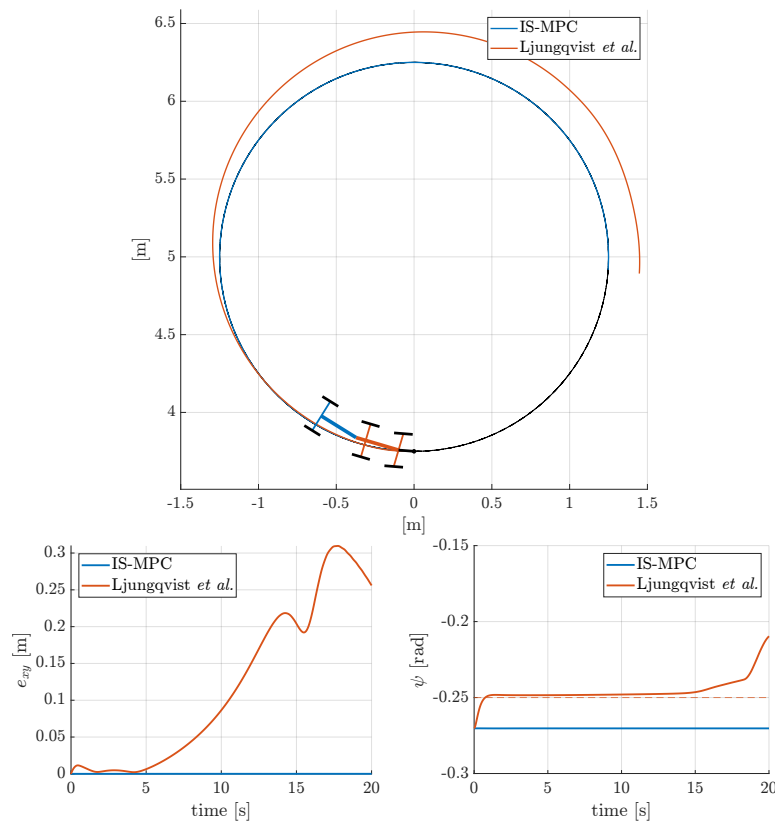 IS-MPC
Ljungqvist et al.
6.5
6
5.5
5
4.5
4
[m]
-1.5 -1 -0.5 0 0.5 1 1.5
[m]
IS-MPC
Ljungqvist et al.
0.3
0.25
0.2
0.15
0.1
0.05
0
e_xy [m]
0 5 10 15 20
time [s]
IS-MPC
Ljungqvist et al.
-0.15
-0.2
-0.25
-0.3
ψ [rad]
0 5 10 15 20
time [s]